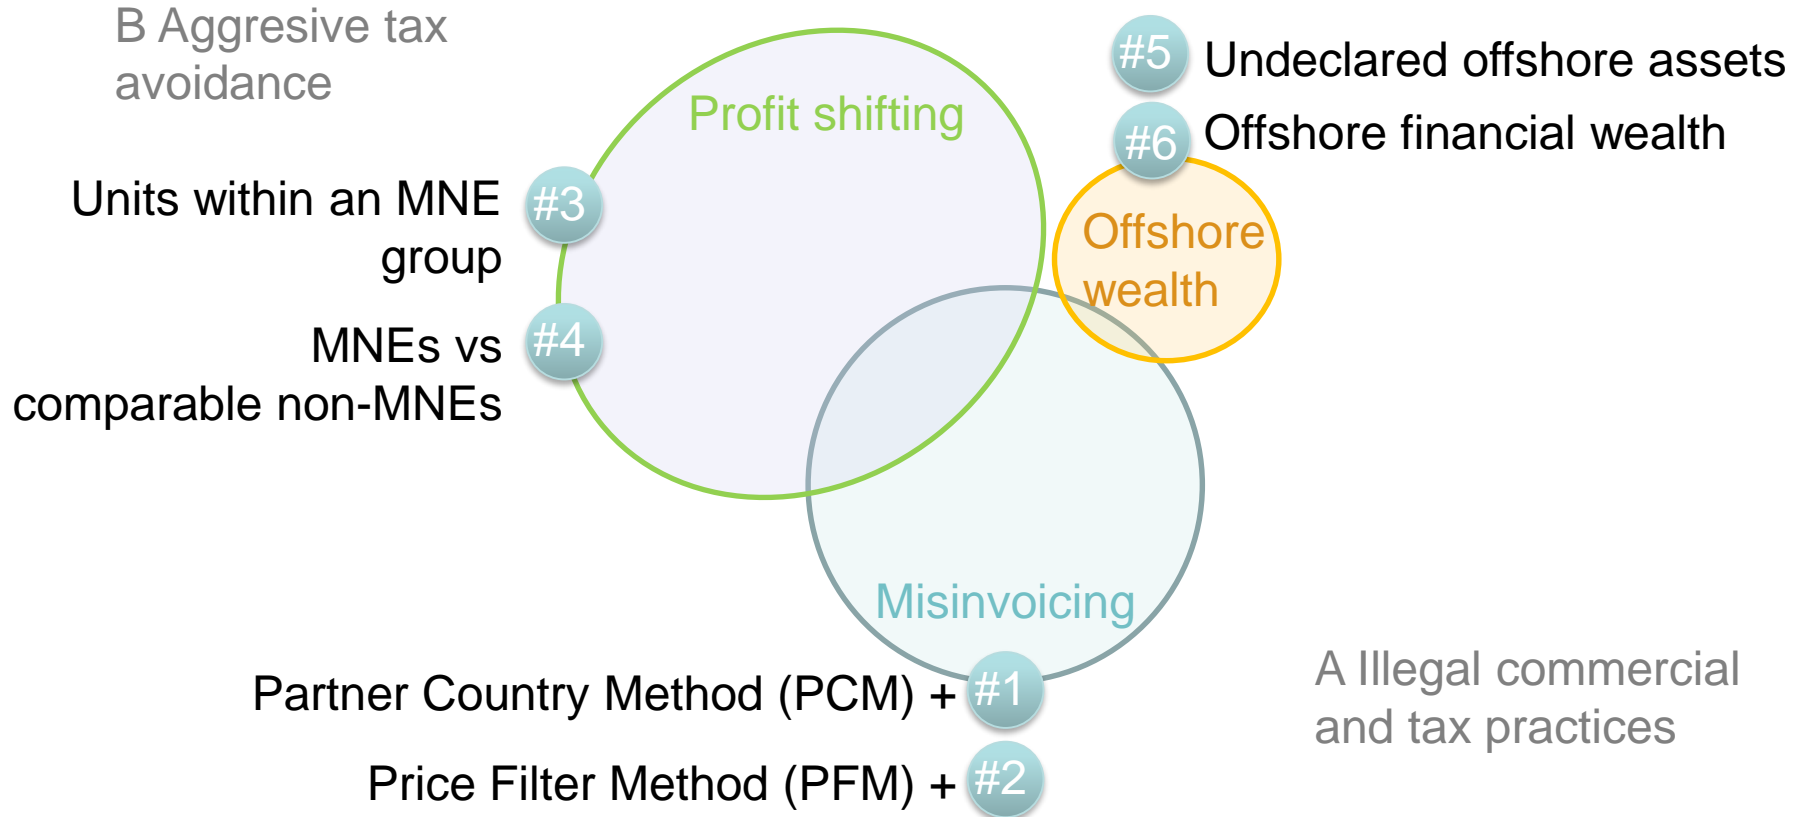 B Aggresive tax
avoidance
Profit shifting
#5 Undeclared offshore assets
#6 Offshore financial wealth
Units within an MNE
group
#3
Offshore
wealth
MNEs vs
comparable non-MNEs
#4
Misinvoicing
Partner Country Method (PCM) + #1
Price Filter Method (PFM) + #2
A Illegal commercial
and tax practices